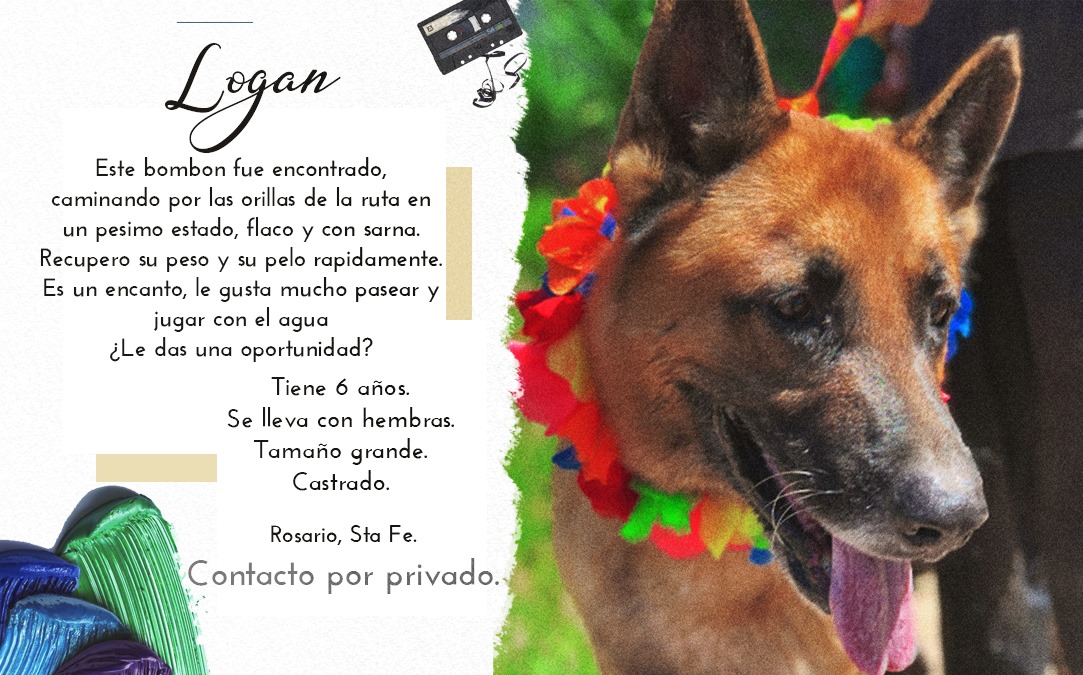 Logan
Este bombon fue encontrado,
caminando por las orillas de la ruta en
un pesimo estado, flaco y con sarna.
Recupero su peso y su pelo rapidamente.
Es un encanto, le gusta mucho pasear y
jugar con el agua
¿Le das una oportunidad?
Tiene 6 años.
Se lleva con hembras.
Tamaño grande.
Castrado.
Rosario, Sta Fe.
Contacto por privado.